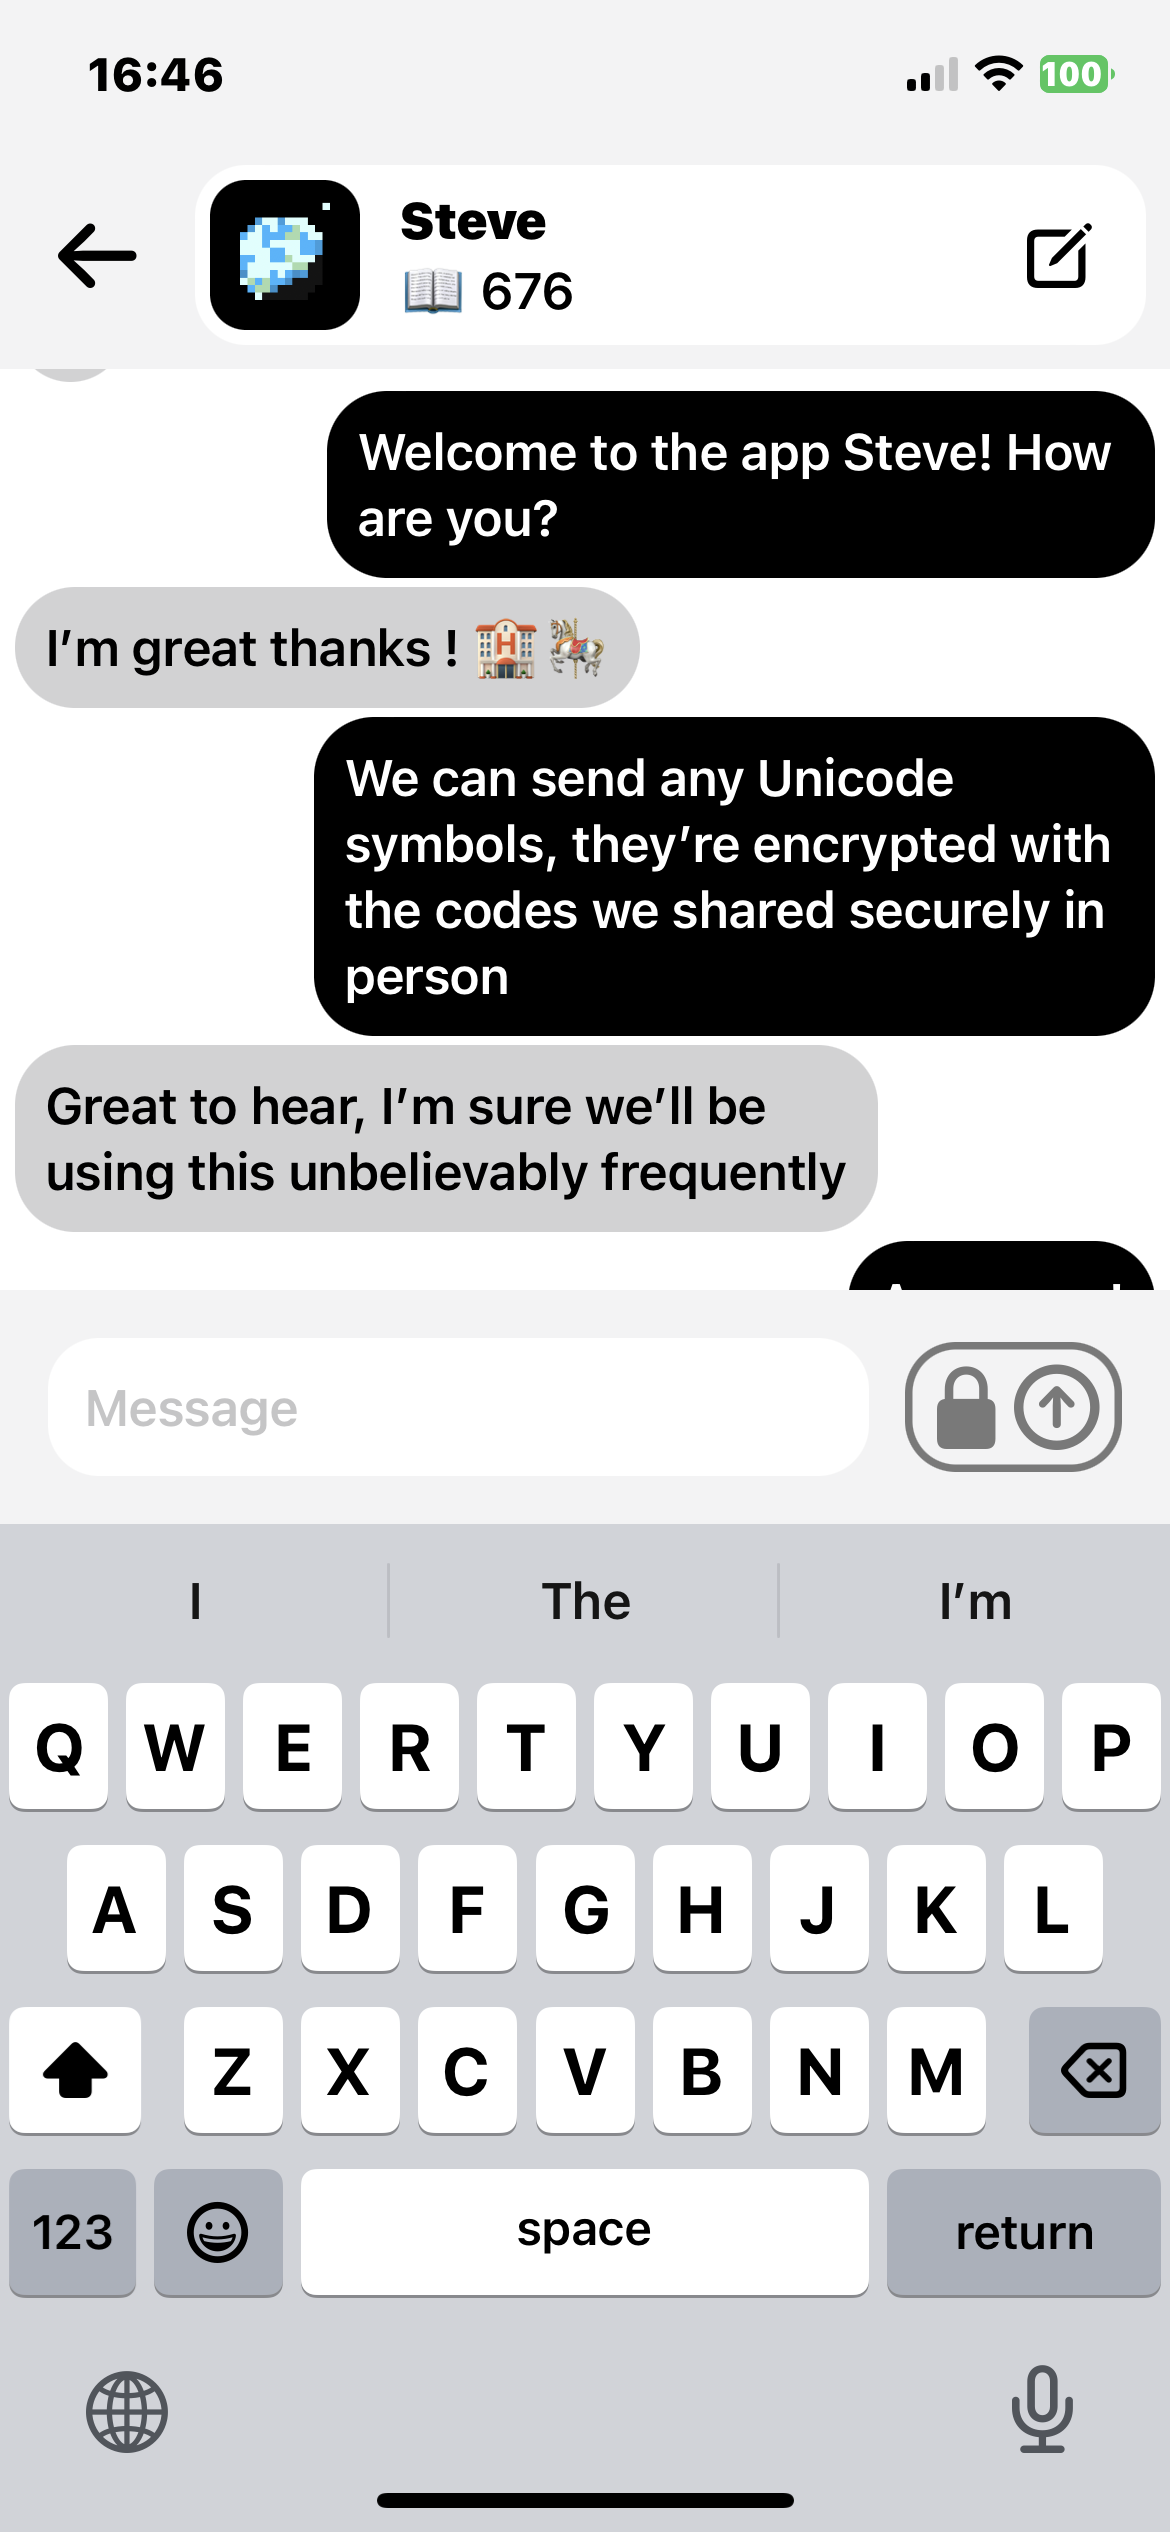 16:46
100
Steve
📖 676
Welcome to the app Steve! How
are you?
I’m great thanks ! 🏩🎠
We can send any Unicode
symbols, they’re encrypted with
the codes we shared securely in
person
Great to hear, I’m sure we’ll be
using this unbelievably frequently
Message
I The I’m
Q W E R T Y U I O P
A S D F G H J K L
Z X C V B N M
123 space return